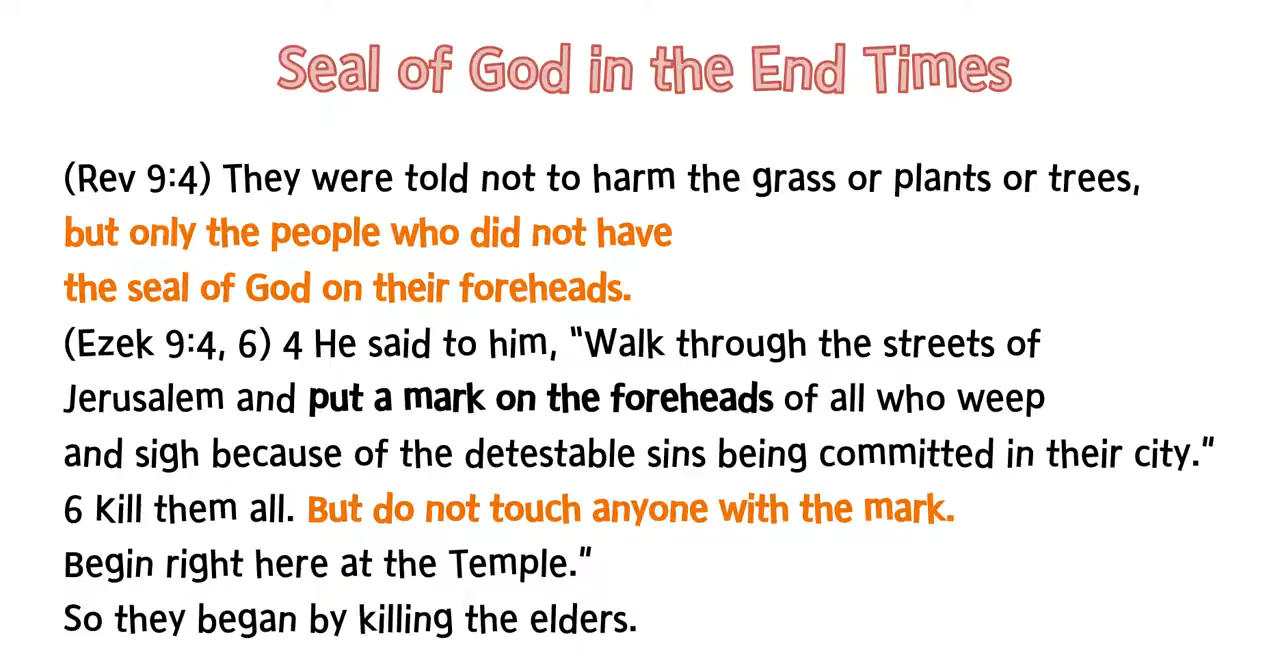 Seal of God in the End Times
(Rev 9:4) They were told not to harm the grass or plants or trees,
but only the people who did not have
the seal of God on their foreheads.
(Ezek 9:4, 6) 4 He said to him, "Walk through the streets of
Jerusalem and put a mark on the foreheads of all who weep
and sigh because of the detestable sins being committed in their city."
6 Kill them all. But do not touch anyone with the mark.
Begin right here at the Temple."
So they began by killing the elders.